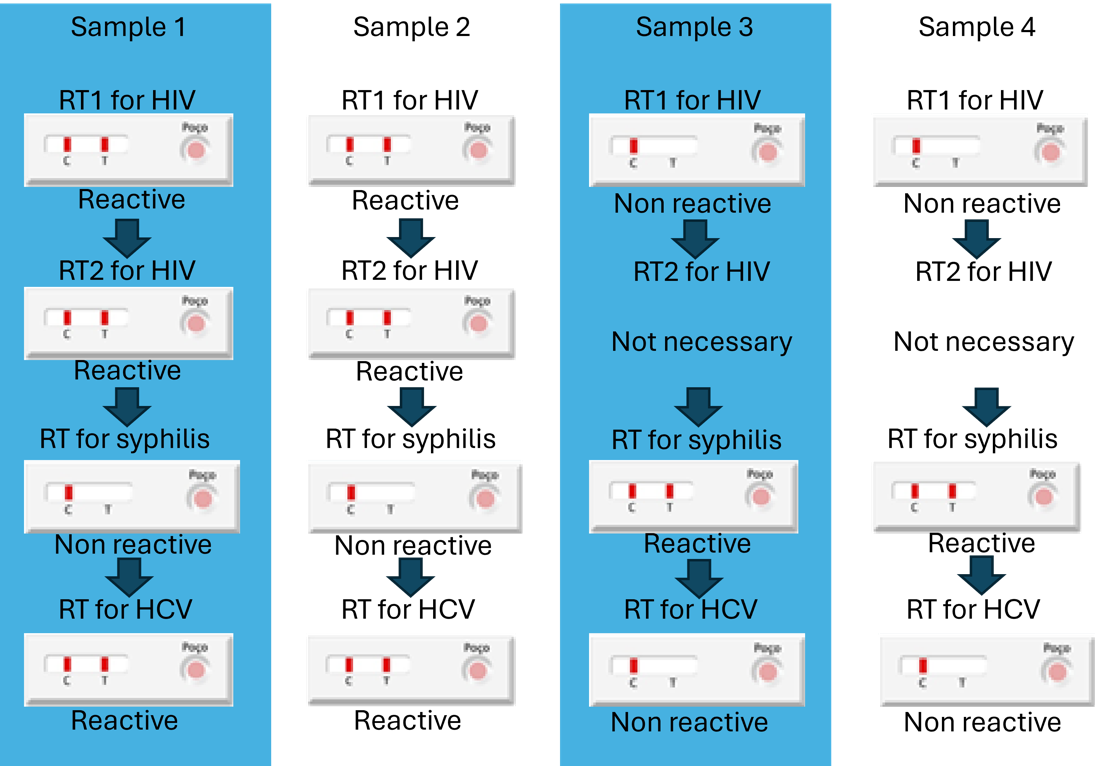 Sample 1
RT1 for HIV
Poço
C T
Reactive
RT2 for HIV
Poço
C T
Reactive
RT for syphilis
Poço
C T
Non reactive
RT for HCV
Poço
C T
Reactive
Sample 2
RT1 for HIV
Poço
C T
Reactive
RT2 for HIV
Poço
C T
Reactive
RT for syphilis
Poço
C T
Non reactive
RT for HCV
Poço
C T
Reactive
Sample 3
RT1 for HIV
Poço
C T
Non reactive
RT2 for HIV
Not necessary
RT for syphilis
Poço
C T
Reactive
RT for HCV
Poço
C T
Non reactive
Sample 4
RT1 for HIV
Poço
C T
Non reactive
RT2 for HIV
Not necessary
RT for syphilis
Poço
C T
Reactive
RT for HCV
Poço
C T
Non reactive